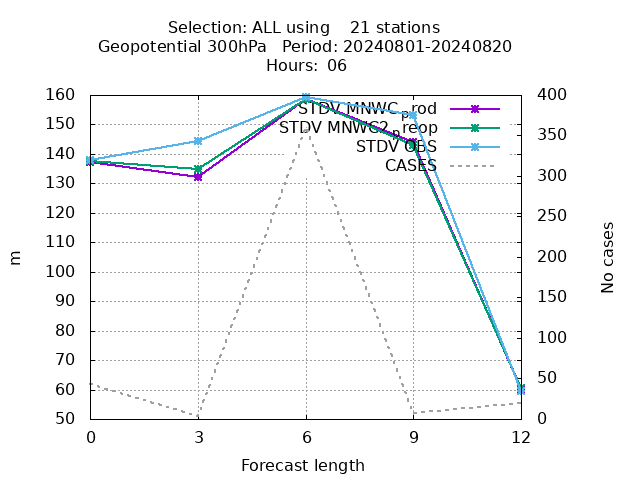 Selection: ALL using    21 stations
Geopotential 300hPa   Period: 20240801-20240820
Hours: 06
160
150
140
130
120
110
100
90
80
70
60
50
m
STDV MNWC_prod
STDV MNWC2_preop
STDV OBS
CASES
400
350
300
250
200
150
100
50
0
No cases
0 3 6 9 12
Forecast length